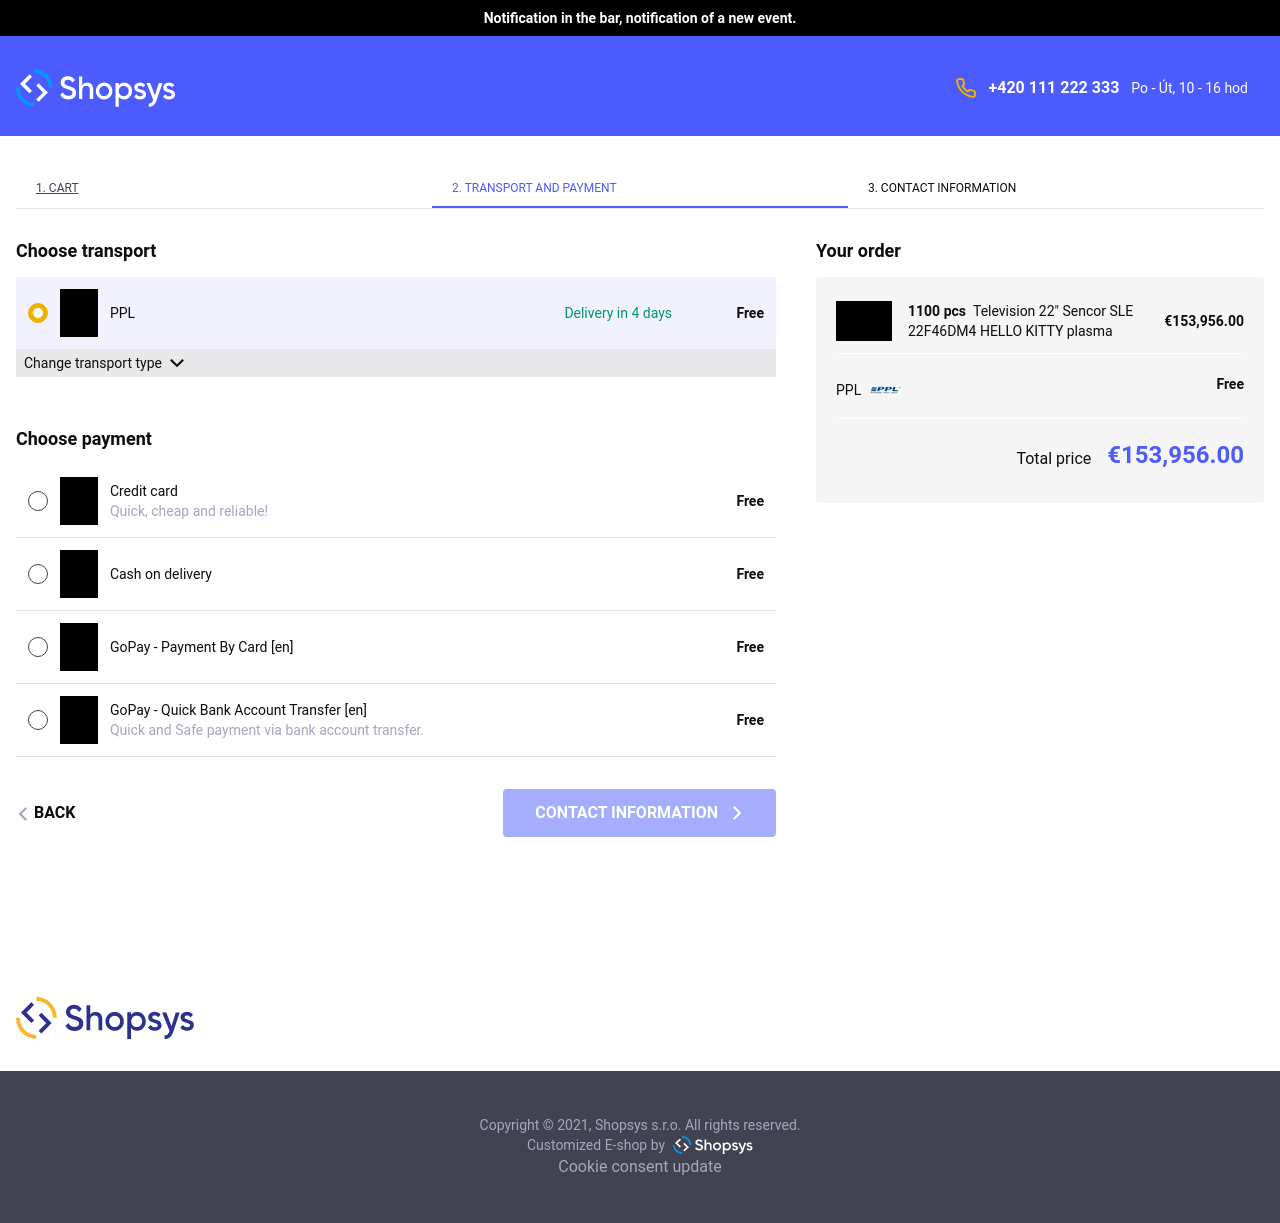 Notification in the bar, notification of a new event.
Shopsys
+420 111 222 333 Po - Út, 10 - 16 hod
1. CART
2. TRANSPORT AND PAYMENT
3. CONTACT INFORMATION
Choose transport
PPL
Delivery in 4 days
Free
Change transport type
Choose payment
Credit card
Quick, cheap and reliable!
Free
Cash on delivery
Free
GoPay - Payment By Card [en]
Free
GoPay - Quick Bank Account Transfer [en]
Quick and Safe payment via bank account transfer.
Free
BACK
CONTACT INFORMATION
Your order
1100 pcs Television 22" Sencor SLE
22F46DM4 HELLO KITTY plasma
€153,956.00
PPL PPL
Free
Total price €153,956.00
Shopsys
Copyright © 2021, Shopsys s.r.o. All rights reserved.
Customized E-shop by Shopsys
Cookie consent update